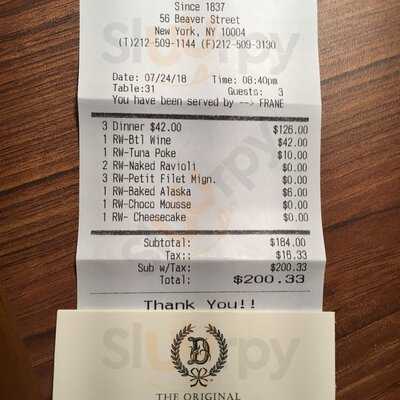 Since 1837
56 Beaver Street
New York, NY 10004
(T)212-509-1144 (F)212-509-3130
Date: 07/24/18 Time: 08:40pm
Table:31 Guests: 3
You have been served by --> FRANE
3 Dinner $42.00 $126.00
1 RW-Btl Wine $42.00
1 RW-Tuna Poke $10.00
2 RW-Naked Ravioli $0.00
3 RW-Petit Filet Mign. $0.00
1 RW-Baked Alaska $6.00
1 RW-Choco Mousse $0.00
1 RW- Cheesecake $0.00
Subtotal: $184.00
Tax:: $16.33
Sub w/Tax: $200.33
Total: $200.33
Thank You!!
D
THE ORIGINAL
Slurpy